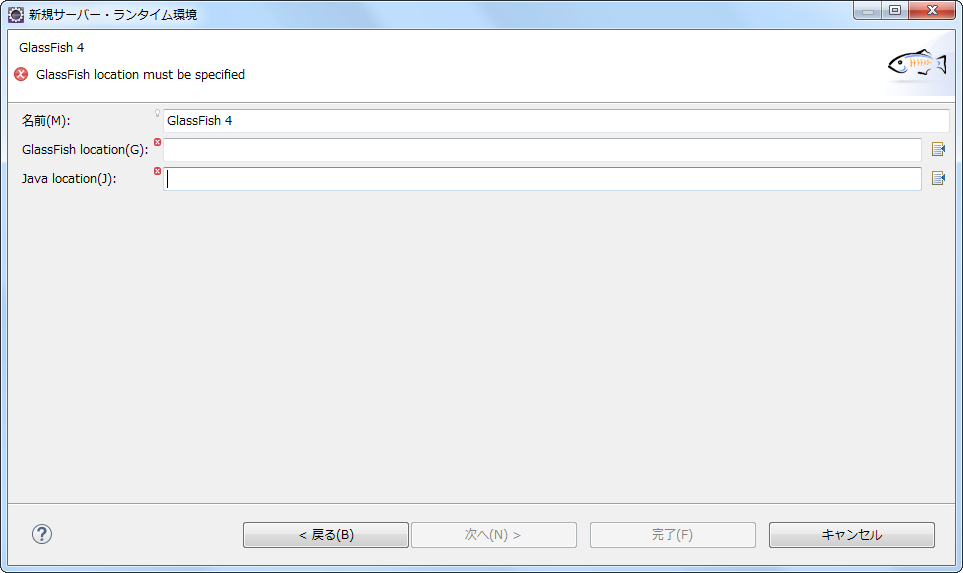 新規サーバー・ランタイム環境
GlassFish 4
GlassFish location must be specified
名前(M): GlassFish 4
GlassFish location(G):
Java location(J):
< 戻る(B) 次へ(N) > 完了(F) キャンセル